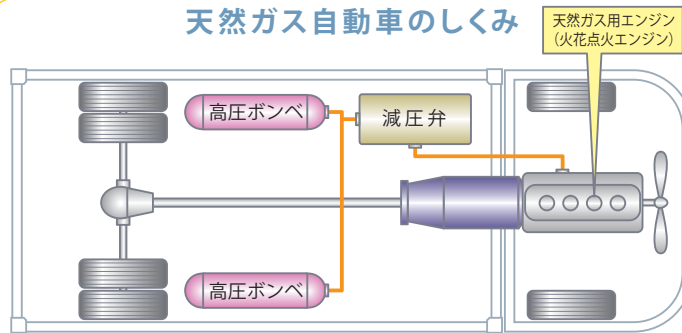 天然ガス自動車のしくみ
天然ガス用エンジン
（火花点火エンジン）
高圧ボンベ
減圧弁
高圧ボンベ